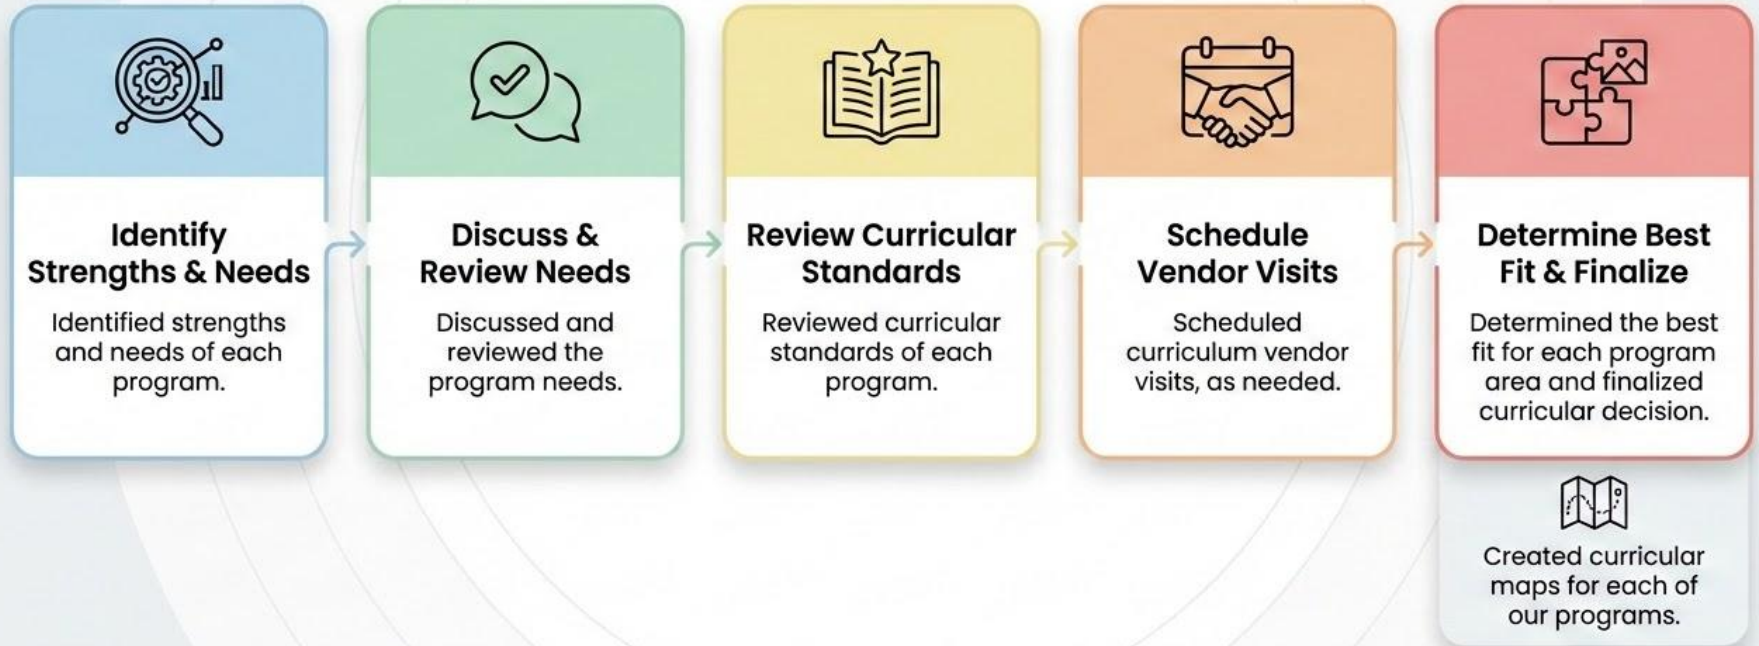 Identify
Strengths & Needs
Identified strengths
and needs of each
program.
Discuss &
Review Needs
Discussed and
reviewed the
program needs.
Review Curricular
Standards
Reviewed curricular
standards of each
program.
Schedule
Vendor Visits
Scheduled
curriculum vendor
visits, as needed.
Determine Best
Fit & Finalize
Determined the best
fit for each program
area and finalized
curricular decision.
Created curricular
maps for each of
our programs.